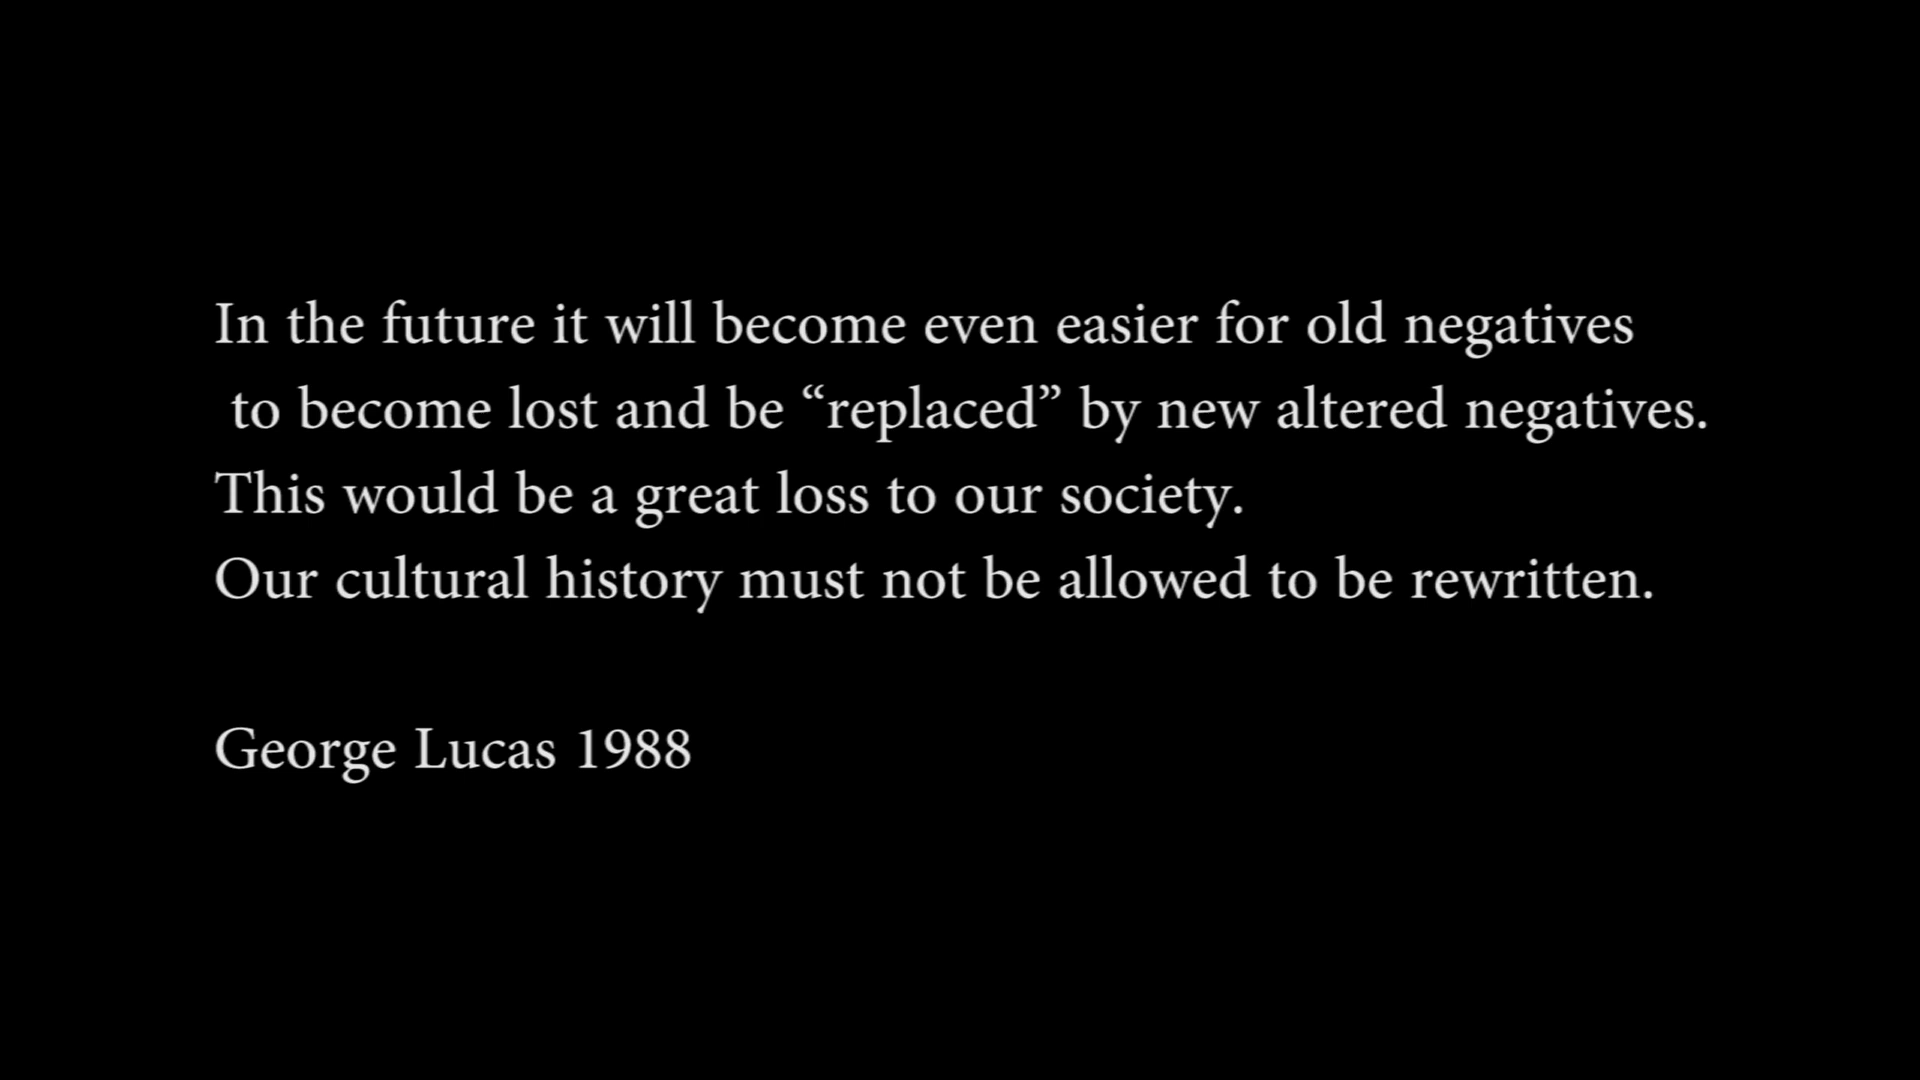 In the future it will become even easier for old negatives
to become lost and be “replaced” by new altered negatives.
This would be a great loss to our society.
Our cultural history must not be allowed to be rewritten.
George Lucas 1988